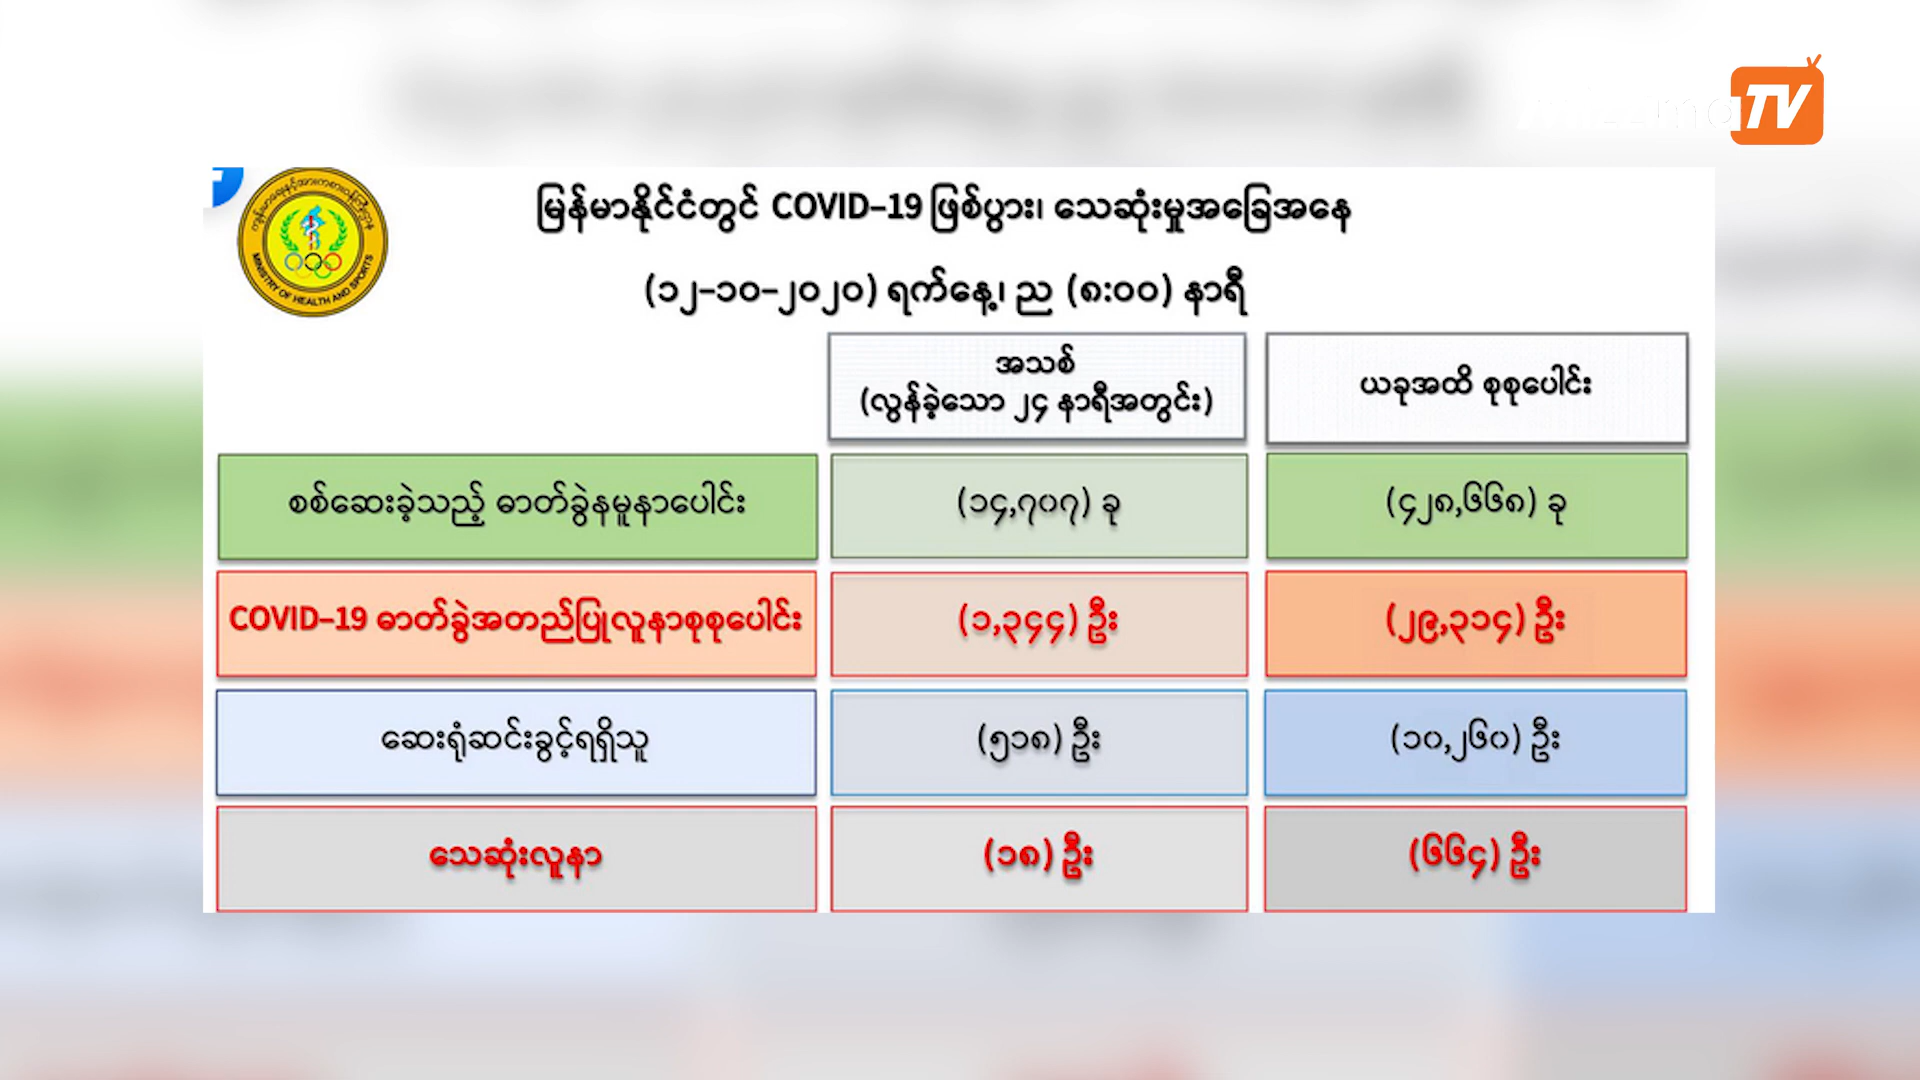 TV
မြန်မာနိုင်ငံတွင် COVID-19 ဖြစ်ပွား၊ သေဆုံးမှုအခြေအနေ
(၁၂-၁၀-၂၀၂၀) ရက်နေ့၊ ည (၈:၀၀) နာရီ
MINISTRY OF HEALTH AND SPORTS
အသစ်
(လွန်ခဲ့သော ၂၄ နာရီအတွင်း)
ယခုအထိ စုစုပေါင်း
စစ်ဆေးခဲ့သည့် ဓာတ်ခွဲနမူနာပေါင်း (၁၄,၇၀၇) ခု (၄၂၈,၆၆၈) ခု
COVID-19 ဓာတ်ခွဲအတည်ပြုလူနာစုစုပေါင်း (၁,၃၄၄) ဦး (၂၉,၃၁၄) ဦး
ဆေးရုံဆင်းခွင့်ရရှိသူ (၅၁၈) ဦး (၁၀,၂၆၀) ဦး
သေဆုံးလူနာ (၁၈) ဦး (၆၆၄) ဦး